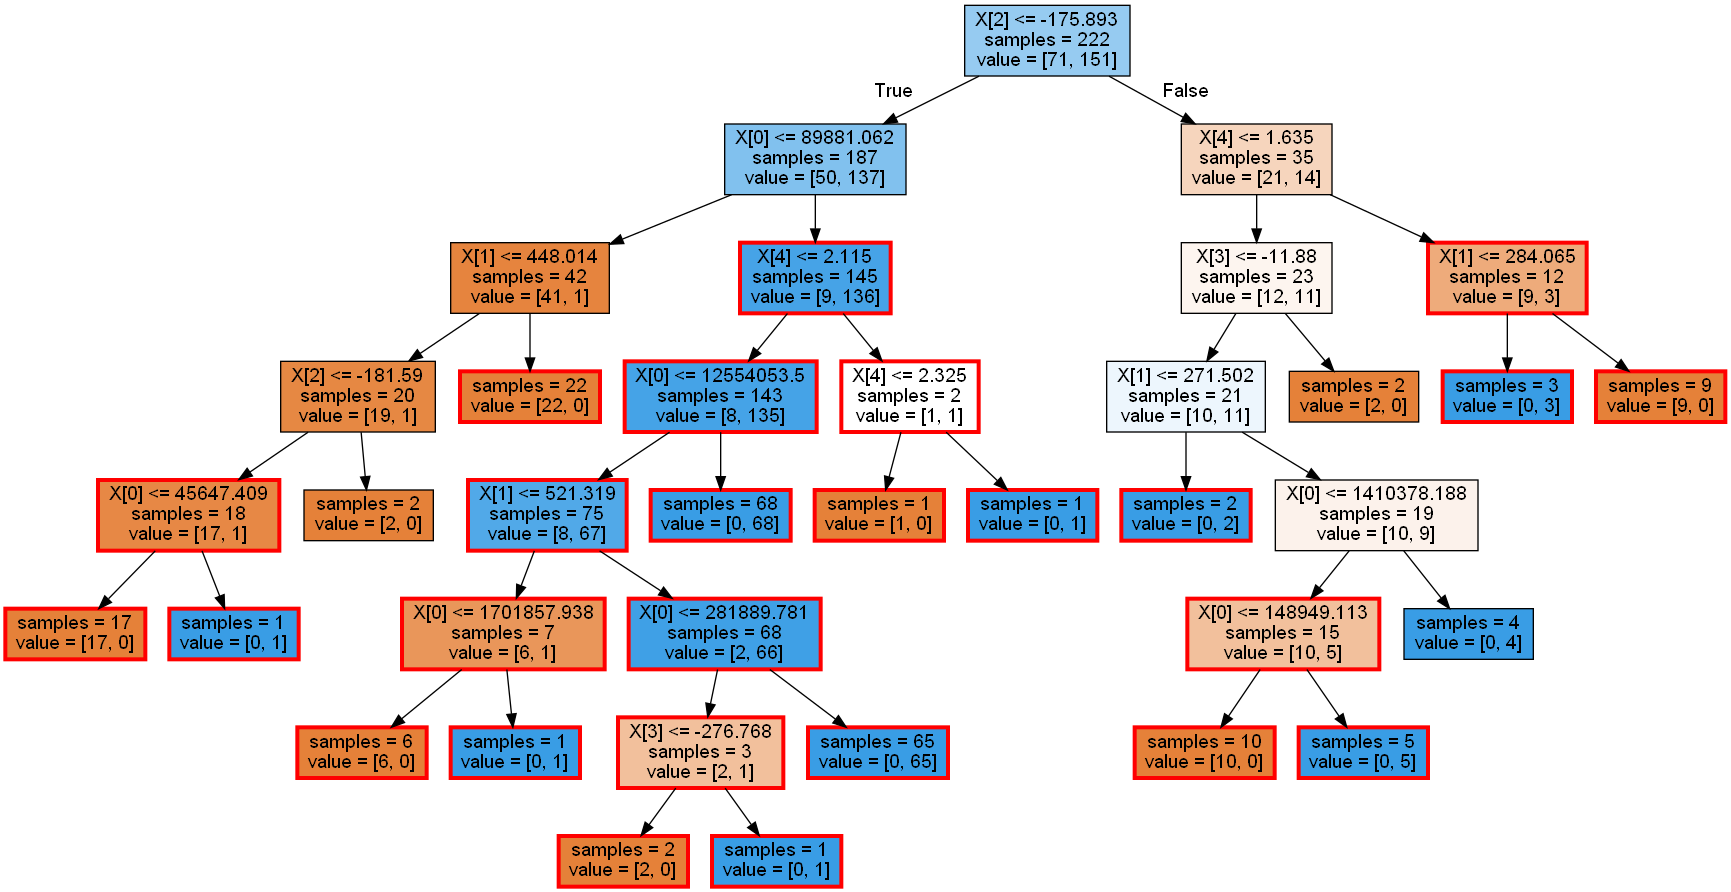 X[2] <= -175.893
samples = 222
value = [71, 151]
True
False
X[0] <= 89881.062
samples = 187
value = [50, 137]
X[4] <= 1.635
samples = 35
value = [21, 14]
X[1] <= 448.014
samples = 42
value = [41, 1]
X[4] <= 2.115
samples = 145
value = [9, 136]
X[3] <= -11.88
samples = 23
value = [12, 11]
X[1] <= 284.065
samples = 12
value = [9, 3]
X[2] <= -181.59
samples = 20
value = [19, 1]
samples = 22
value = [22, 0]
X[0] <= 12554053.5
samples = 143
value = [8, 135]
X[4] <= 2.325
samples = 2
value = [1, 1]
X[1] <= 271.502
samples = 21
value = [10, 11]
samples = 2
value = [2, 0]
samples = 3
value = [0, 3]
samples = 9
value = [9, 0]
X[0] <= 45647.409
samples = 18
value = [17, 1]
samples = 2
value = [2, 0]
X[1] <= 521.319
samples = 75
value = [8, 67]
samples = 68
value = [0, 68]
samples = 1
value = [1, 0]
samples = 1
value = [0, 1]
samples = 2
value = [0, 2]
X[0] <= 1410378.188
samples = 19
value = [10, 9]
samples = 17
value = [17, 0]
samples = 1
value = [0, 1]
X[0] <= 1701857.938
samples = 7
value = [6, 1]
X[0] <= 281889.781
samples = 68
value = [2, 66]
X[0] <= 148949.113
samples = 15
value = [10, 5]
samples = 4
value = [0, 4]
samples = 6
value = [6, 0]
samples = 1
value = [0, 1]
X[3] <= -276.768
samples = 3
value = [2, 1]
samples = 65
value = [0, 65]
samples = 10
value = [10, 0]
samples = 5
value = [0, 5]
samples = 2
value = [2, 0]
samples = 1
value = [0, 1]